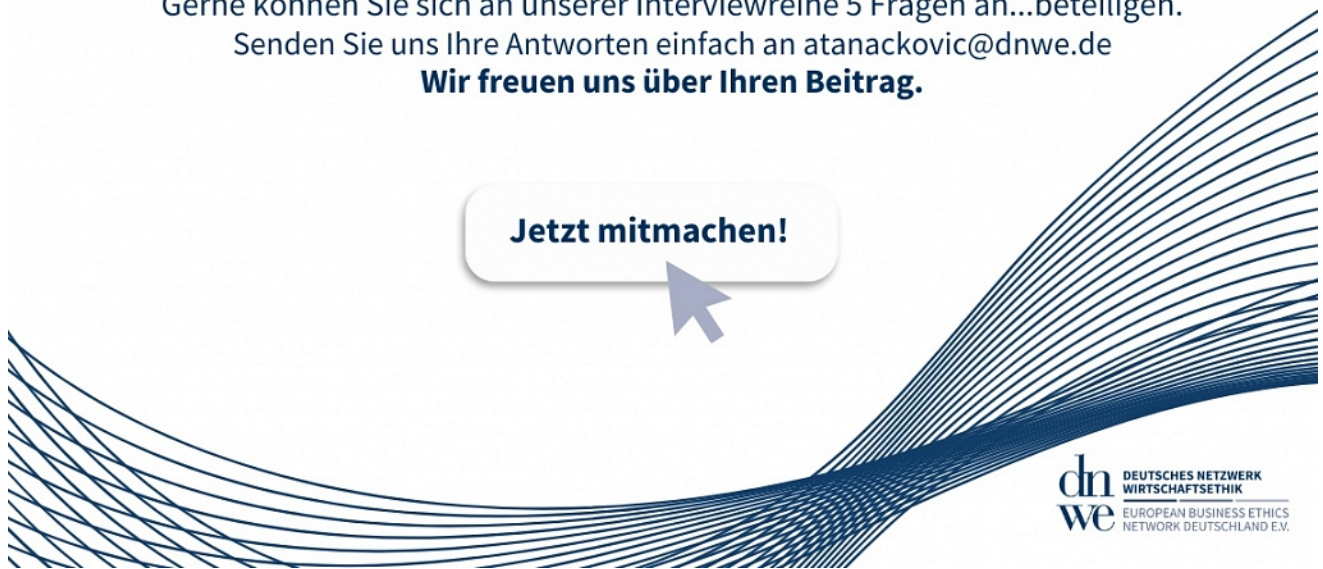 Gerne können Sie sich an unserer Interviewreihe 5 Fragen an...beteiligen.
Senden Sie uns Ihre Antworten einfach an atanackovic@dnwe.de
Wir freuen uns über Ihren Beitrag.
Jetzt mitmachen!
dn
we
DEUTSCHES NETZWERK
WIRTSCHAFTSETHIK
EUROPEAN BUSINESS ETHICS
NETWORK DEUTSCHLAND E.V.